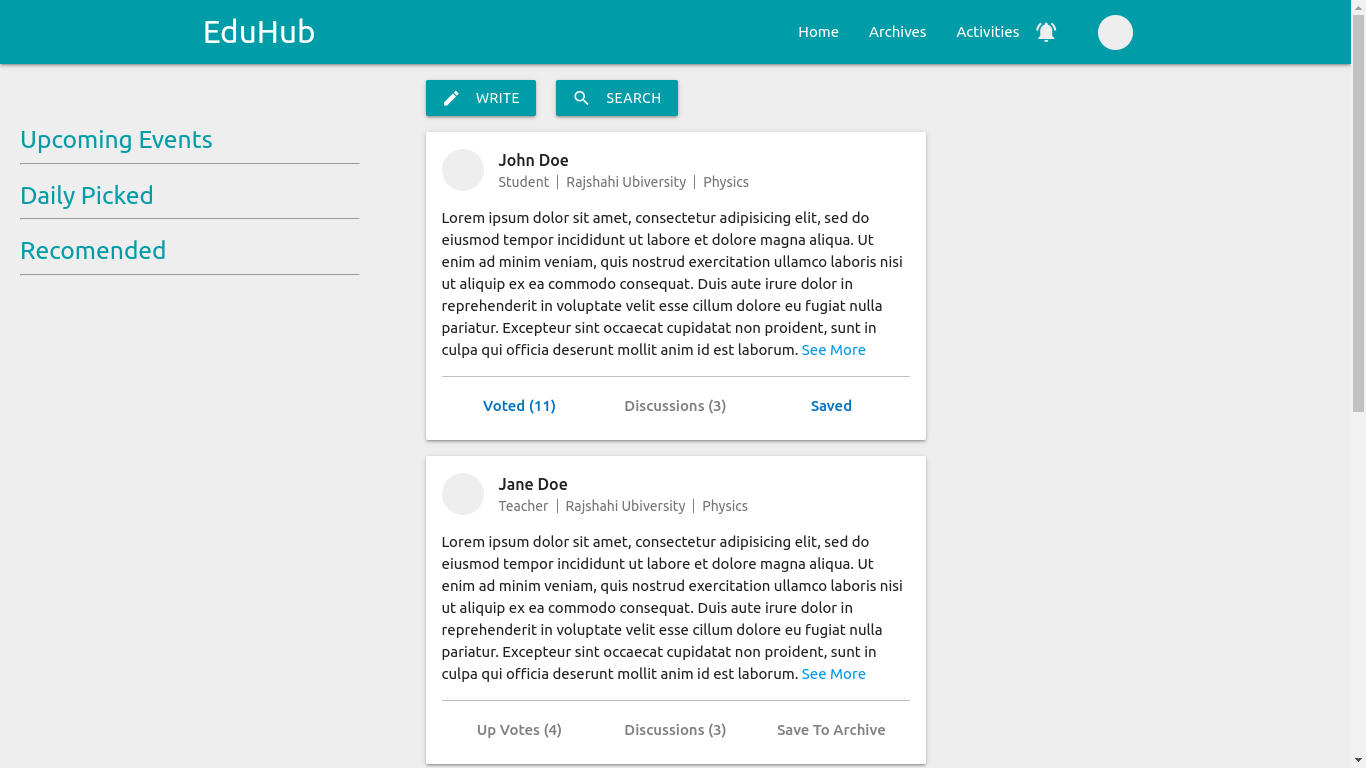 EduHub
Home Archives Activities
WRITE SEARCH
Upcoming Events
Daily Picked
Recomended
John Doe
Student | Rajshahi Ubiversity | Physics
Lorem ipsum dolor sit amet, consectetur adipisicing elit, sed do
eiusmod tempor incididunt ut labore et dolore magna aliqua. Ut
enim ad minim veniam, quis nostrud exercitation ullamco laboris nisi
ut aliquip ex ea commodo consequat. Duis aute irure dolor in
reprehenderit in voluptate velit esse cillum dolore eu fugiat nulla
pariatur. Excepteur sint occaecat cupidatat non proident, sunt in
culpa qui officia deserunt mollit anim id est laborum. See More
Voted (11) Discussions (3) Saved
Jane Doe
Teacher | Rajshahi Ubiversity | Physics
Lorem ipsum dolor sit amet, consectetur adipisicing elit, sed do
eiusmod tempor incididunt ut labore et dolore magna aliqua. Ut
enim ad minim veniam, quis nostrud exercitation ullamco laboris nisi
ut aliquip ex ea commodo consequat. Duis aute irure dolor in
reprehenderit in voluptate velit esse cillum dolore eu fugiat nulla
pariatur. Excepteur sint occaecat cupidatat non proident, sunt in
culpa qui officia deserunt mollit anim id est laborum. See More
Up Votes (4) Discussions (3) Save To Archive